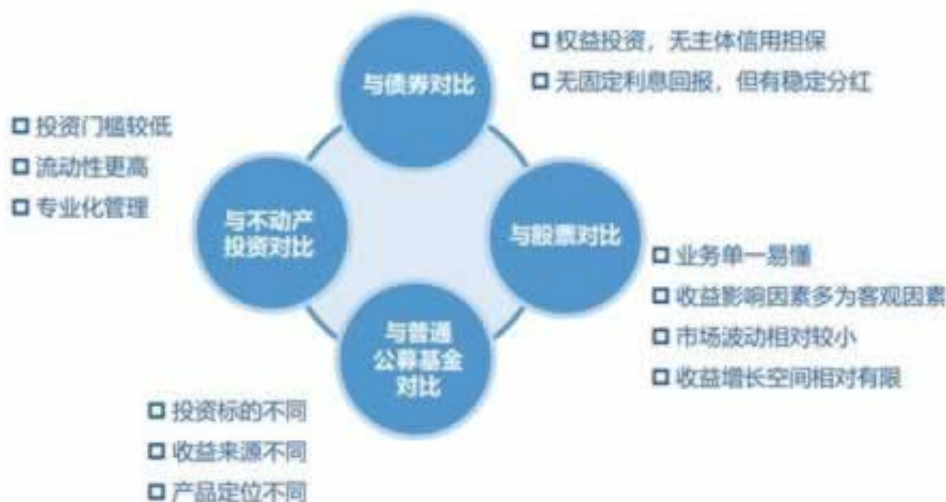 与债券对比
权益投资，无主体信用担保
无固定利息回报，但有稳定分红
投资门槛较低
流动性更高
专业化管理
与不动产
投资对比
与股票对比
业务单一易懂
收益影响因素多为客观因素
市场波动相对较小
收益增长空间相对有限
与普通
公募基金
对比
投资标的不同
收益来源不同
产品定位不同